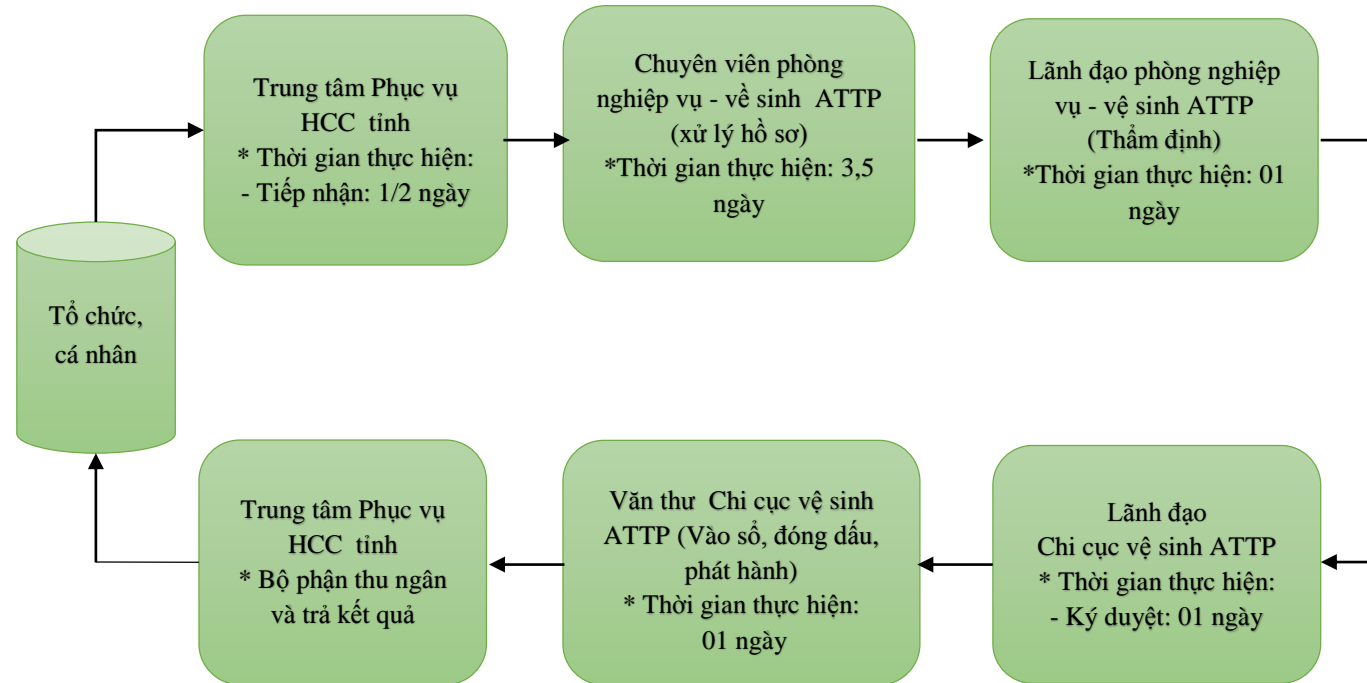 Trung tâm Phục vụ
HCC tỉnh
* Thời gian thực hiện:
- Tiếp nhận: 1/2 ngày
Chuyên viên phòng
nghiệp vụ - về sinh ATTP
(xử lý hồ sơ)
*Thời gian thực hiện: 3,5
ngày
Lãnh đạo phòng nghiệp
vụ - vệ sinh ATTP
(Thẩm định)
*Thời gian thực hiện: 01
ngày
Tổ chức,
cá nhân
Trung tâm Phục vụ
HCC tỉnh
* Bộ phận thu ngân
và trả kết quả
Văn thư Chi cục vệ sinh
ATTP (Vào sổ, đóng dấu,
phát hành)
* Thời gian thực hiện:
01 ngày
Lãnh đạo
Chi cục vệ sinh ATTP
* Thời gian thực hiện:
- Ký duyệt: 01 ngày